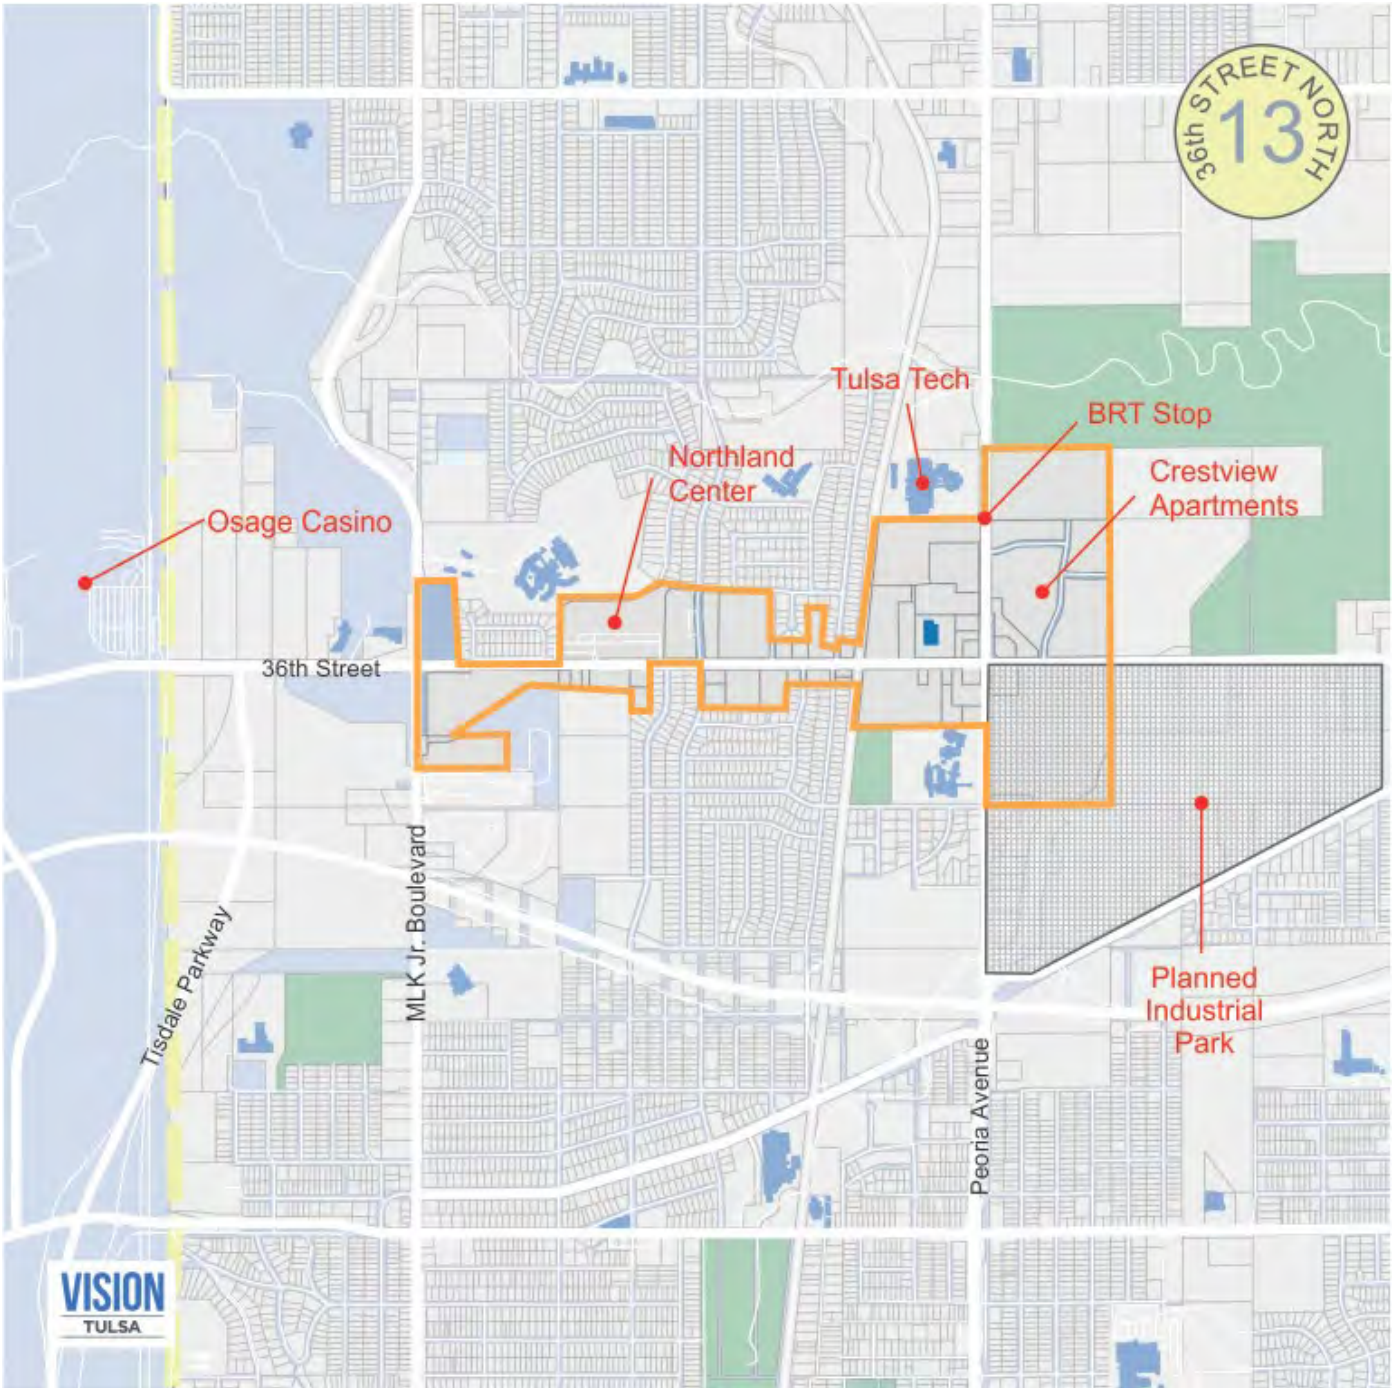 36th STREET NORTH
13
Tulsa Tech
BRT Stop
Northland
Center
Crestview
Apartments
Osage Casino
36th Street
MLK Jr. Boulevard
Tisdale Parkway
Planned
Industrial
Park
Peoria Avenue
VISION
TULSA